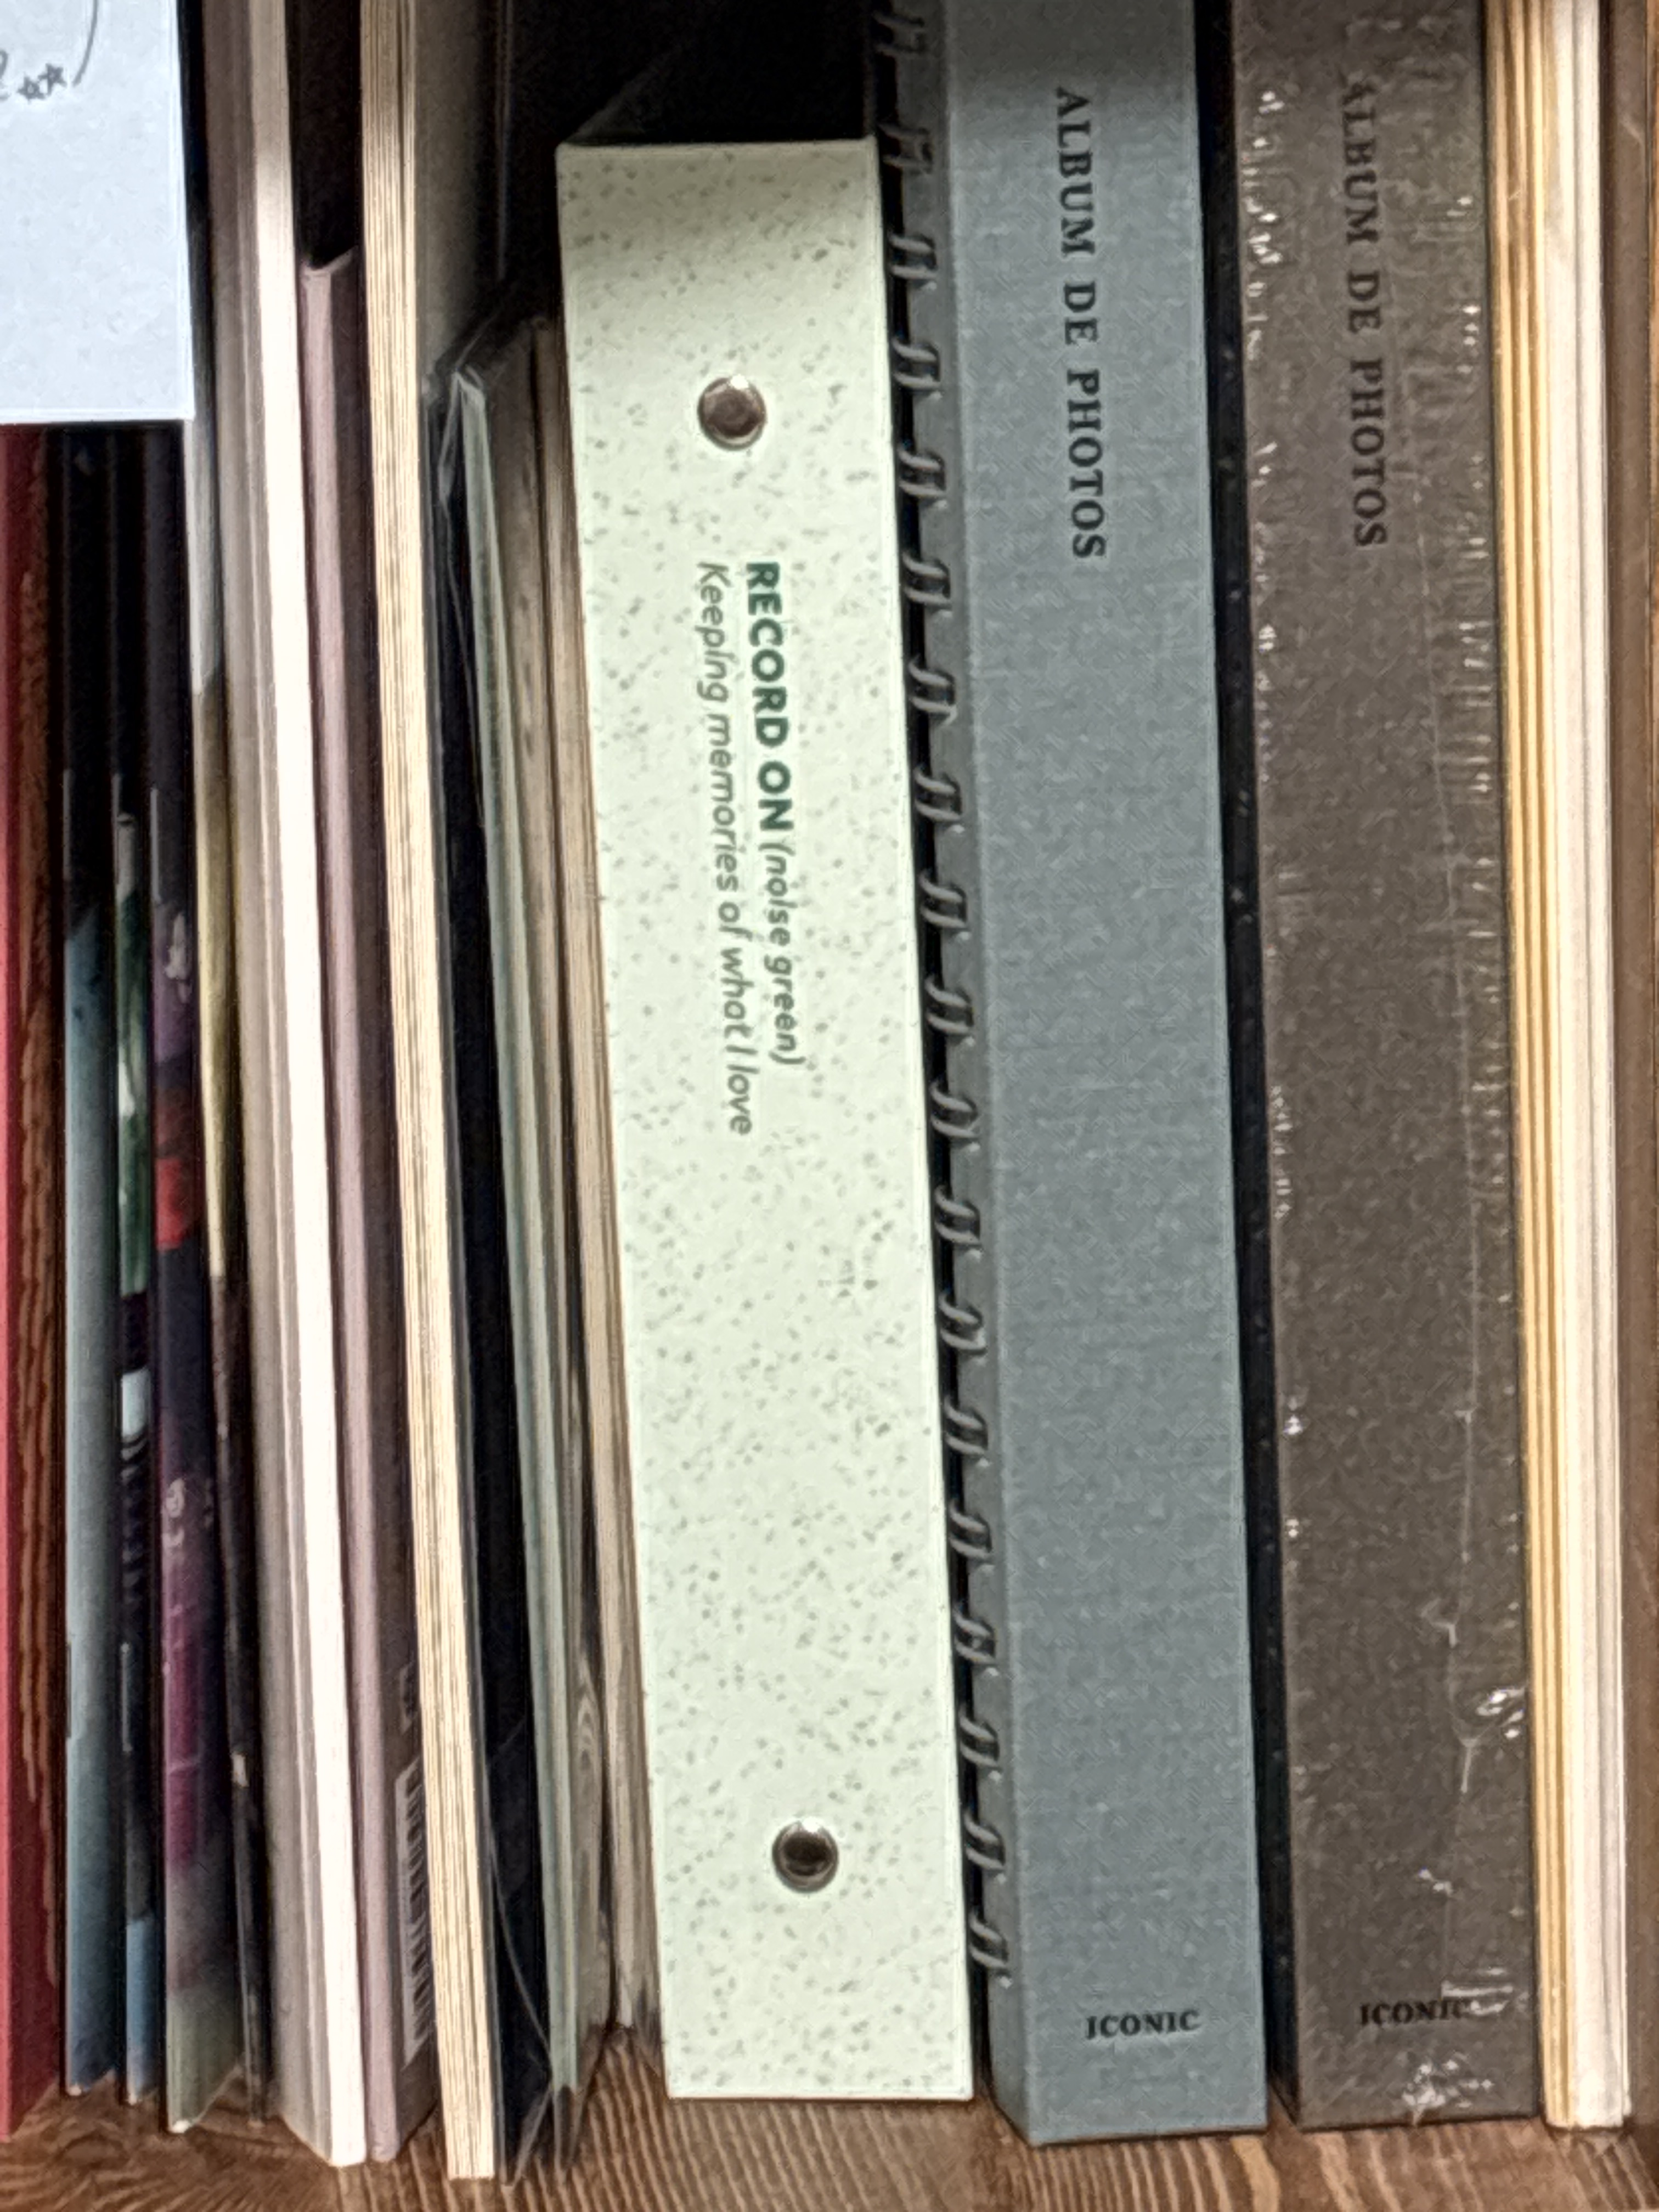 RECORD ON (noise green)
Keeping memories of what I love
ALBUM DE PHOTOS
ICONIC
ALBUM DE PHOTOS
ICONIC